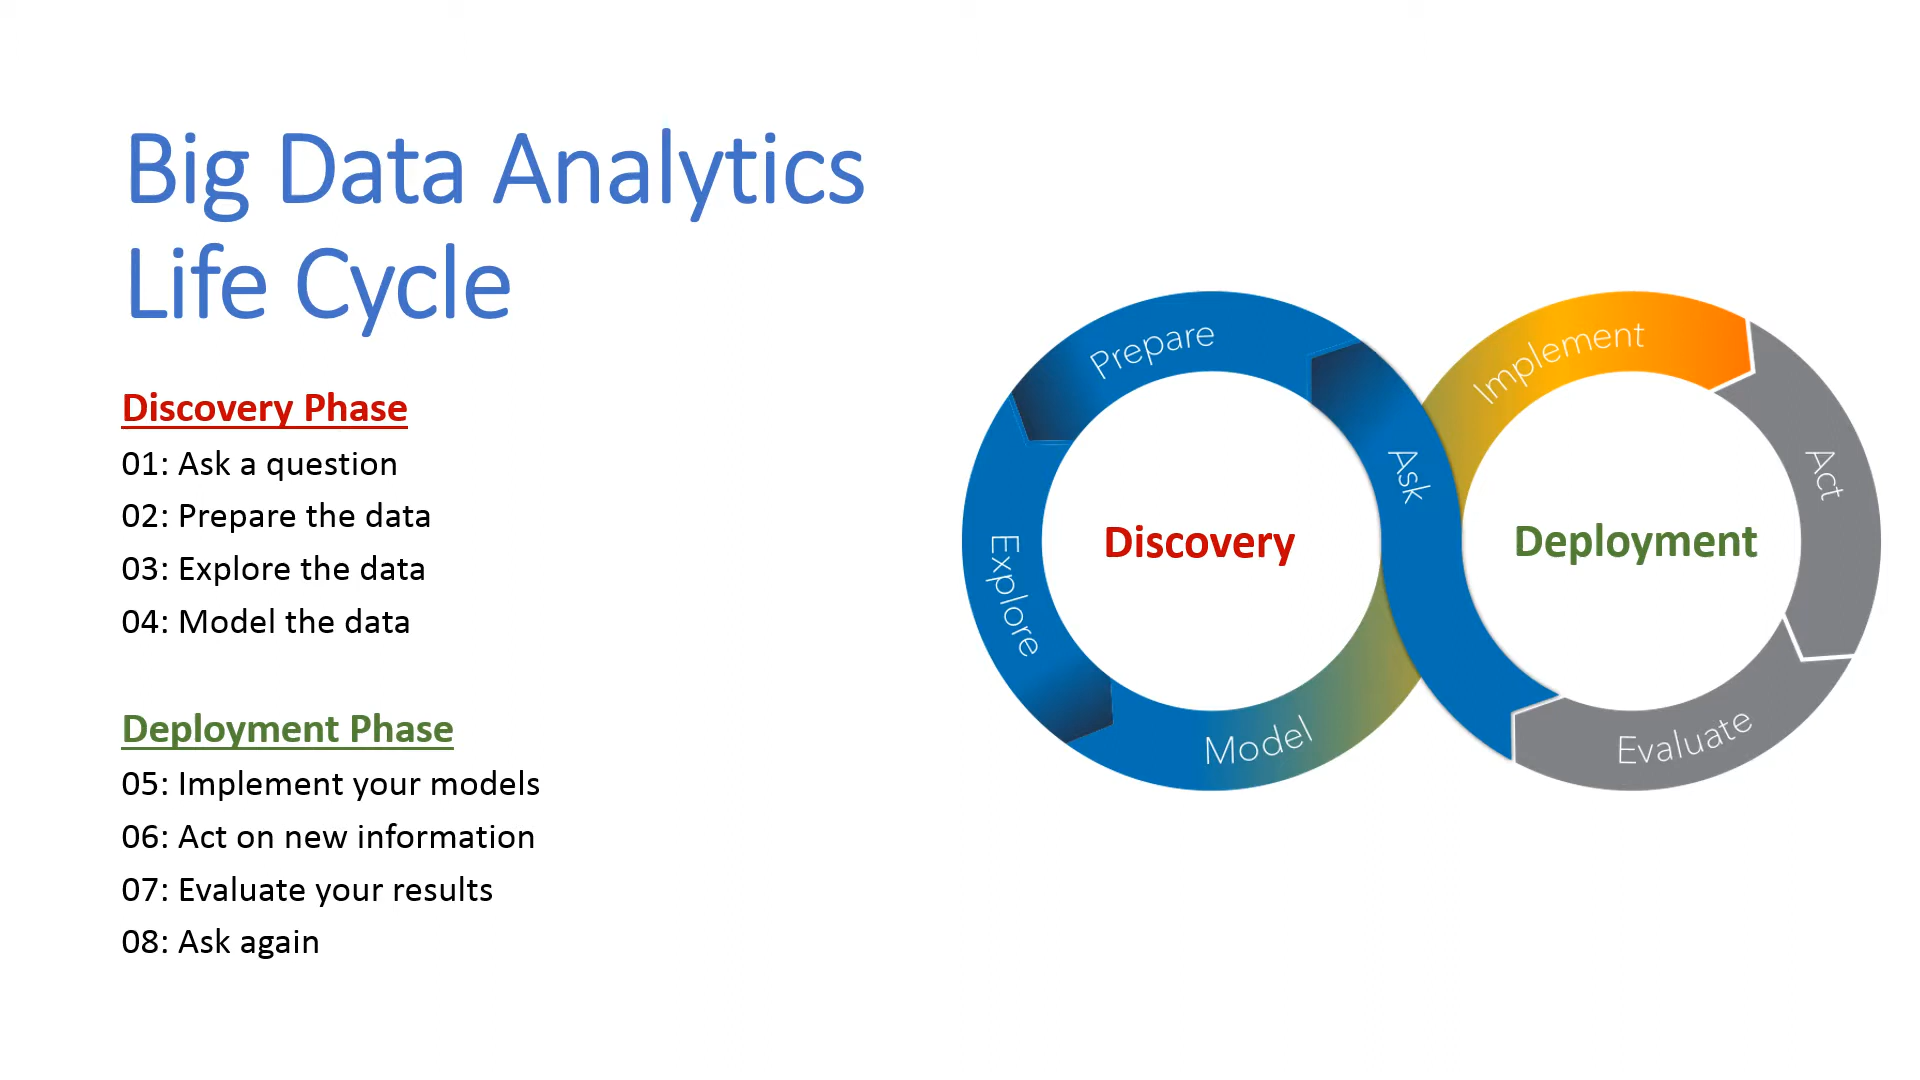 Big Data Analytics
Life Cycle
Discovery Phase
01: Ask a question
02: Prepare the data
03: Explore the data
04: Model the data
Deployment Phase
05: Implement your models
06: Act on new information
07: Evaluate your results
08: Ask again
Prepare
Explore
Model
Ask
Discovery
Implement
Act
Evaluate
Deployment